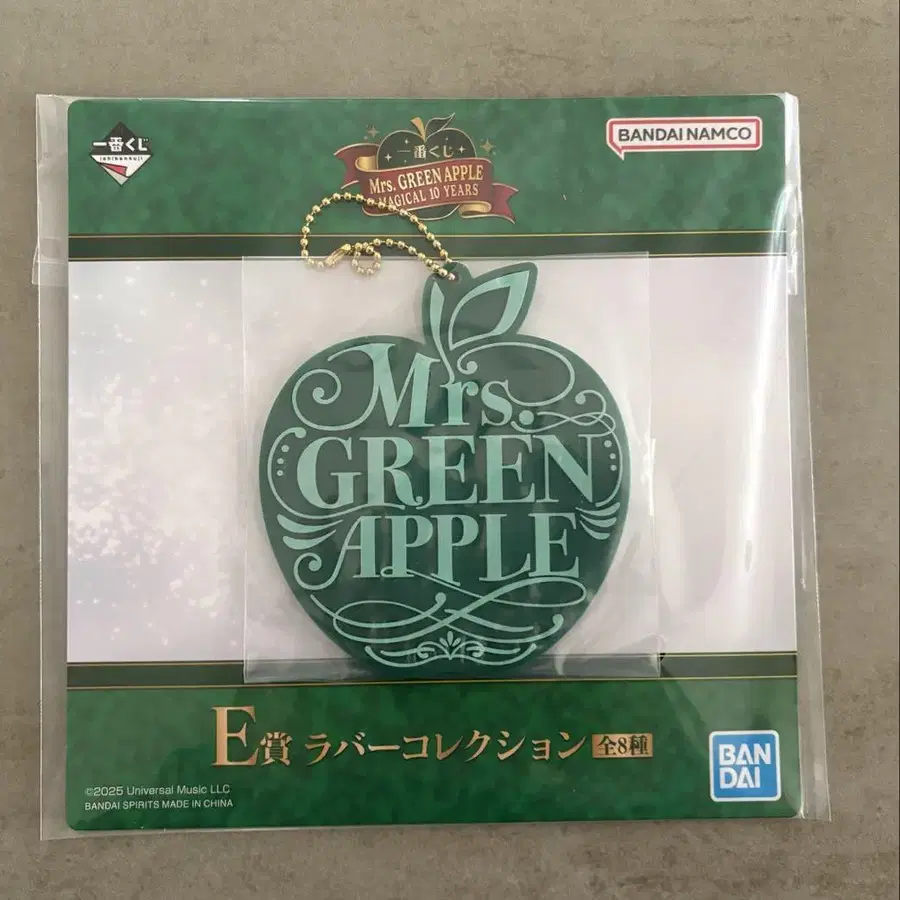 一番くじ
ichibankuji
一番くじ
Mrs. GREEN APPLE
MAGICAL 10 YEARS
BANDAI NAMCO
Mrs.
GREEN
APPLE
E賞 ラバーコレクション 全8種
©2025 Universal Music LLC
BANDAI SPIRITS MADE IN CHINA
BAN
DAI